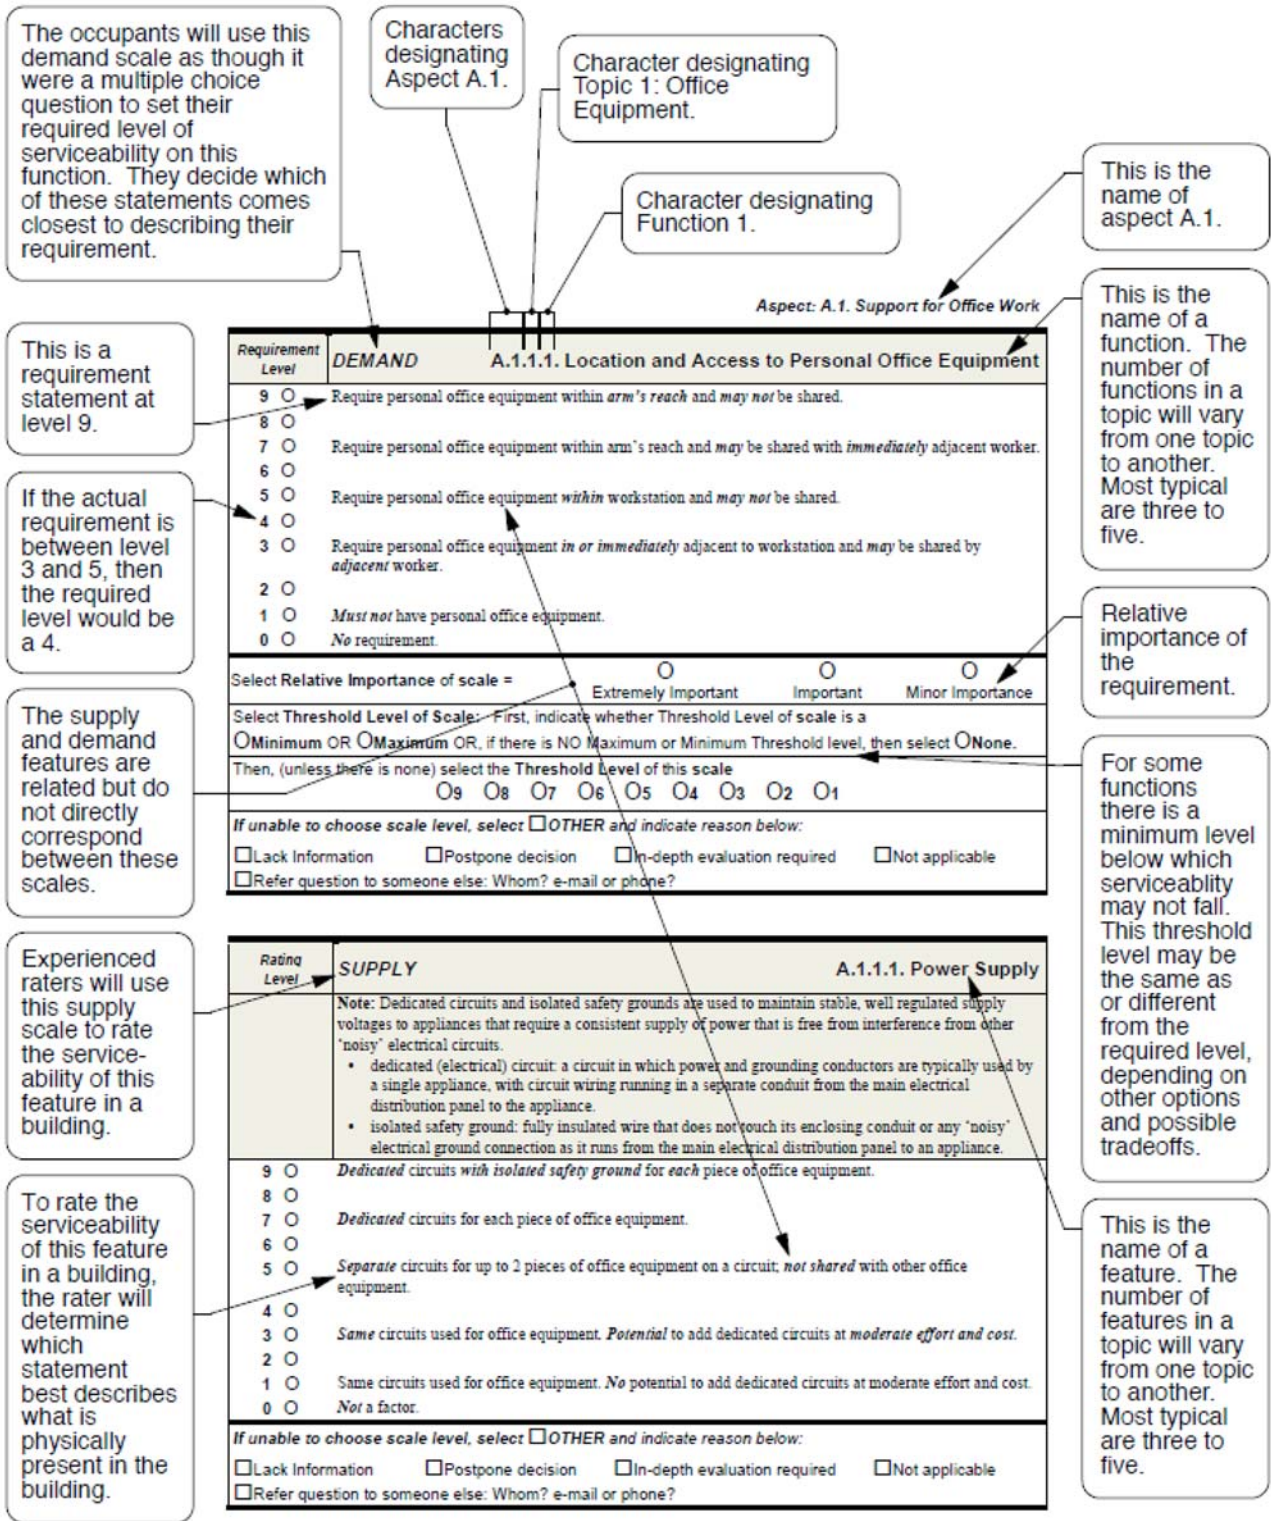 The occupants will use this
demand scale as though it
were a multiple choice
question to set their
required level of
serviceability on this
function. They decide which
of these statements comes
closest to describing their
requirement.
Characters
designating
Aspect A.1.
Character designating
Topic 1: Office
Equipment.
Character designating
Function 1.
This is the
name of
aspect A.1.
This is the
name of a
function. The
number of
functions in a
topic will vary
from one topic
to another.
Most typical
are three to
five.
This is a
requirement
statement at
level 9.
If the actual
requirement is
between level
3 and 5, then
the required
level would be
a 4.
Relative
importance of
the
requirement.
The supply
and demand
features are
related but do
not directly
correspond
between these
scales.
For some
functions
there is a
minimum level
below which
serviceablity
may not fall.
This threshold
level may be
the same as
or different
from the
required level,
depending on
other options
and possible
tradeoffs.
Aspect: A.1. Support for Office Work
Requirement
Level
DEMAND A.1.1.1. Location and Access to Personal Office Equipment
9 Require personal office equipment within arm's reach and may not be shared.
8
7 Require personal office equipment within arm's reach and may be shared with immediately adjacent worker.
6
5 Require personal office equipment within workstation and may not be shared.
4
3 Require personal office equipment in or immediately adjacent to workstation and may be shared by
adjacent worker.
2
1 Must not have personal office equipment.
0 No requirement.
Select Relative Importance of scale =
Extremely Important Important Minor Importance
Select Threshold Level of Scale: First, indicate whether Threshold Level of scale is a
Minimum OR Maximum OR, if there is NO Maximum or Minimum Threshold level, then select None.
Then, (unless there is none) select the Threshold Level of this scale
9 8 7 6 5 4 3 2 1
If unable to choose scale level, select OTHER and indicate reason below:
Lack Information Postpone decision In-depth evaluation required Not applicable
Refer question to someone else: Whom? e-mail or phone?
Experienced
raters will use
this supply
scale to rate
the service-
ability of this
feature in a
building.
To rate the
serviceability
of this feature
in a building,
the rater will
determine
which
statement
best describes
what is
physically
present in the
building.
Rating
Level
SUPPLY A.1.1.1. Power Supply
Note: Dedicated circuits and isolated safety grounds are used to maintain stable, well regulated supply
voltages to appliances that require a consistent supply of power that is free from interference from other
'noisy' electrical circuits.
• dedicated (electrical) circuit: a circuit in which power and grounding conductors are typically used by
a single appliance, with circuit wiring running in a separate conduit from the main electrical
distribution panel to the appliance.
• isolated safety ground: fully insulated wire that does not touch its enclosing conduit or any 'noisy'
electrical ground connection as it runs from the main electrical distribution panel to an appliance.
9 Dedicated circuits with isolated safety ground for each piece of office equipment.
8
7 Dedicated circuits for each piece of office equipment.
6
5 Separate circuits for up to 2 pieces of office equipment on a circuit; not shared with other office
equipment.
4
3 Same circuits used for office equipment. Potential to add dedicated circuits at moderate effort and cost.
2
1 Same circuits used for office equipment. No potential to add dedicated circuits at moderate effort and cost.
0 Not a factor.
If unable to choose scale level, select OTHER and indicate reason below:
Lack Information Postpone decision In-depth evaluation required Not applicable
Refer question to someone else: Whom? e-mail or phone?
This is the
name of a
feature. The
number of
features in a
topic will vary
from one topic
to another.
Most typical
are three to
five.